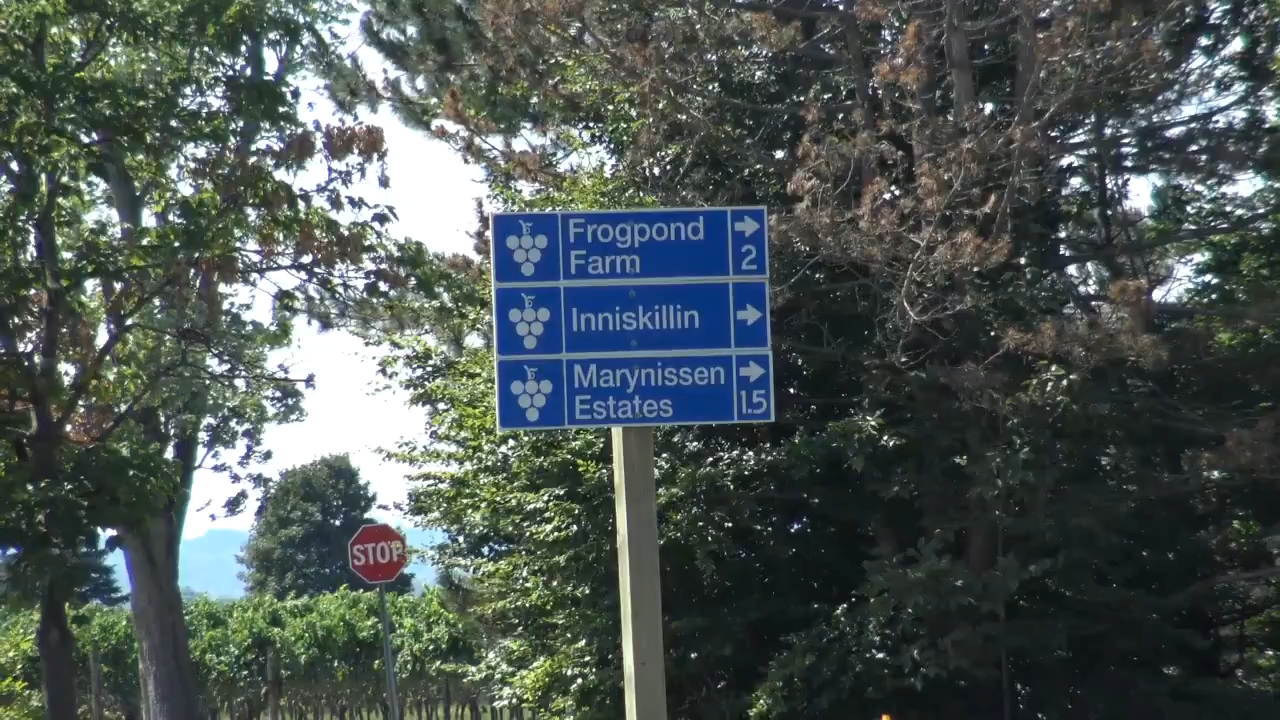 Frogpond
Farm 2
Inniskillin
Marynissen
Estates 1.5
STOP